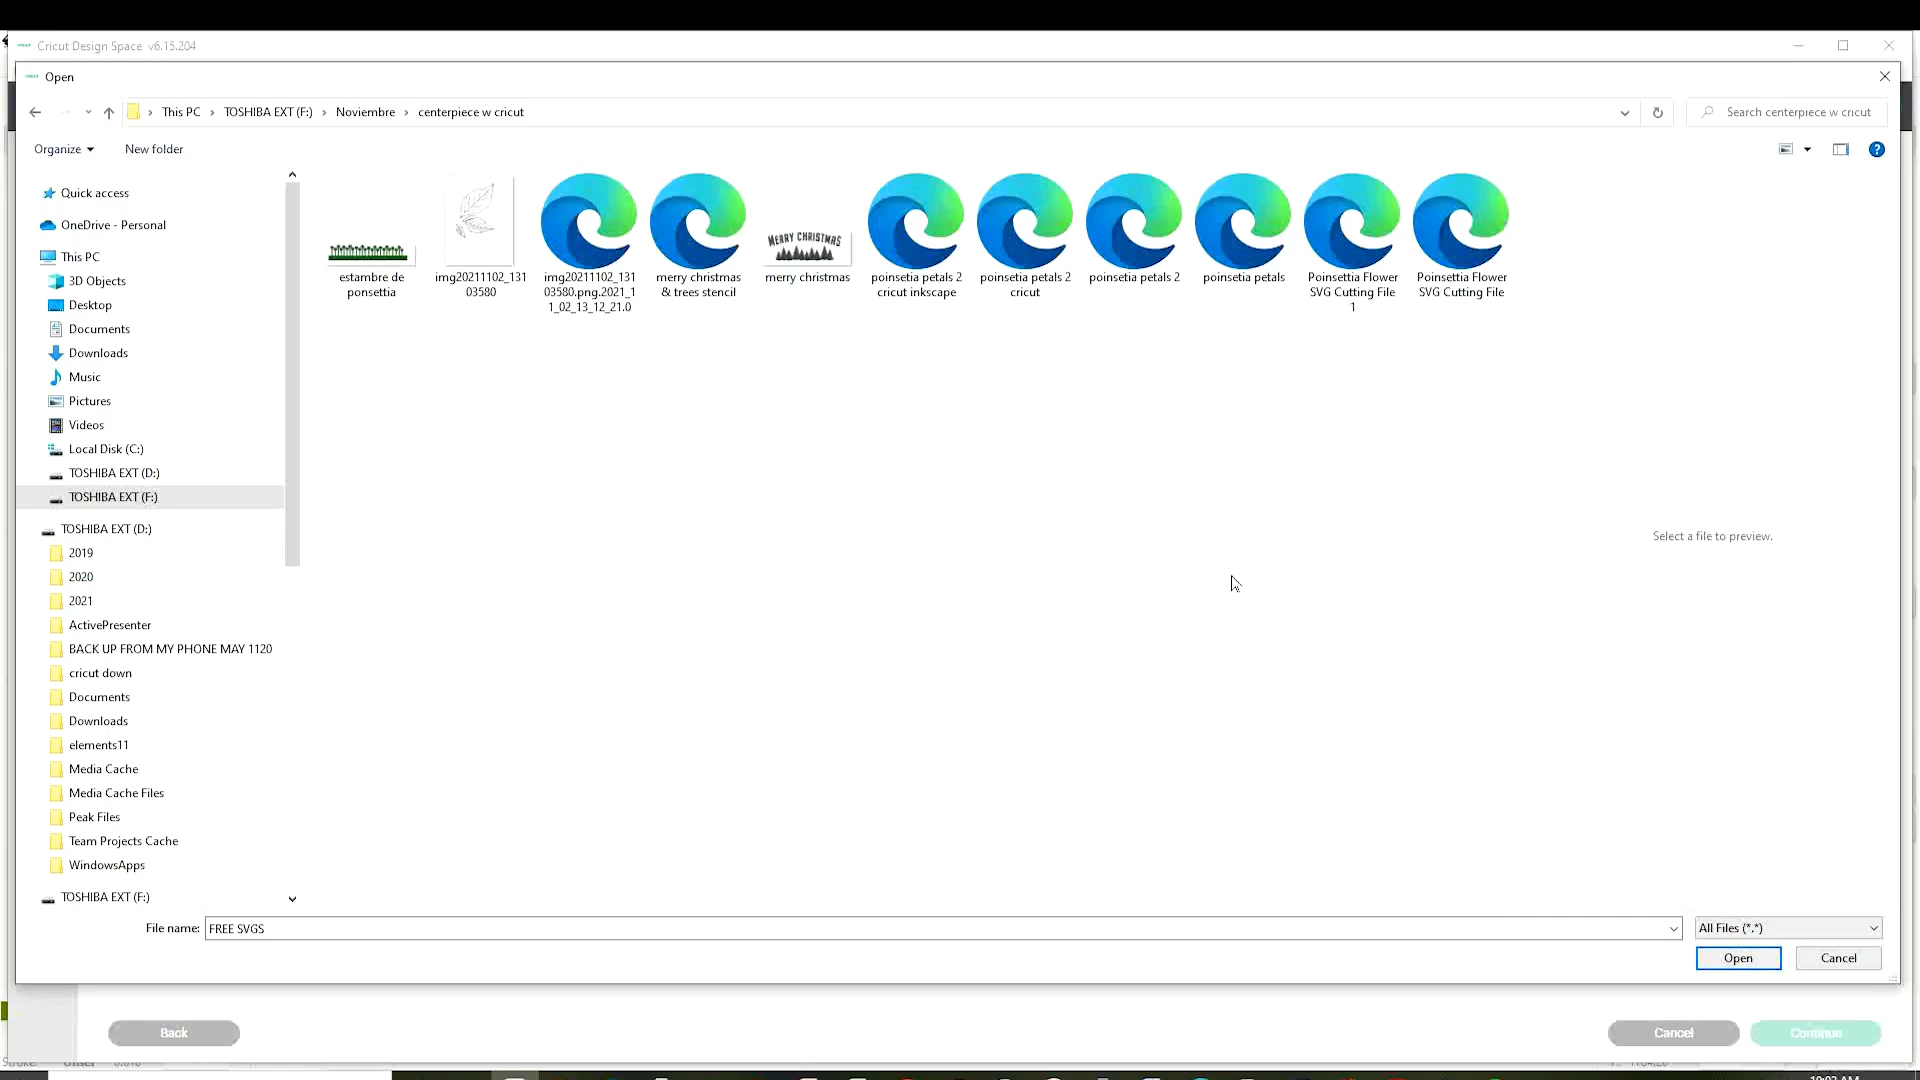 Cricut Design Space v6.15.204
Open
This PC > TOSHIBA EXT (F:) > Noviembre > centerpiece w cricut
Search centerpiece w cricut
Organize
New folder
Quick access
OneDrive - Personal
This PC
3D Objects
Desktop
Documents
Downloads
Music
Pictures
Videos
Local Disk (C:)
TOSHIBA EXT (D:)
TOSHIBA EXT (F:)
TOSHIBA EXT (D:)
2019
2020
2021
ActivePresenter
BACK UP FROM MY PHONE MAY 1120
cricut down
Documents
Downloads
elements11
Media Cache
Media Cache Files
Peak Files
Team Projects Cache
WindowsApps
TOSHIBA EXT (F:)
estambre de
ponsettia
img20211102_131
03580
img20211102_131
03580.png.2021_1
1_02_13_12_21.0
merry christmas
& trees stencil
MERRY CHRISTMAS
merry christmas
poinsetia petals 2
cricut inkscape
poinsetia petals 2
cricut
poinsetia petals 2
poinsetia petals
Poinsettia Flower
SVG Cutting File
1
Poinsettia Flower
SVG Cutting File
Select a file to preview.
File name: FREE SVGS
All Files (*.*)
Open
Cancel
Back
Cancel
Continue